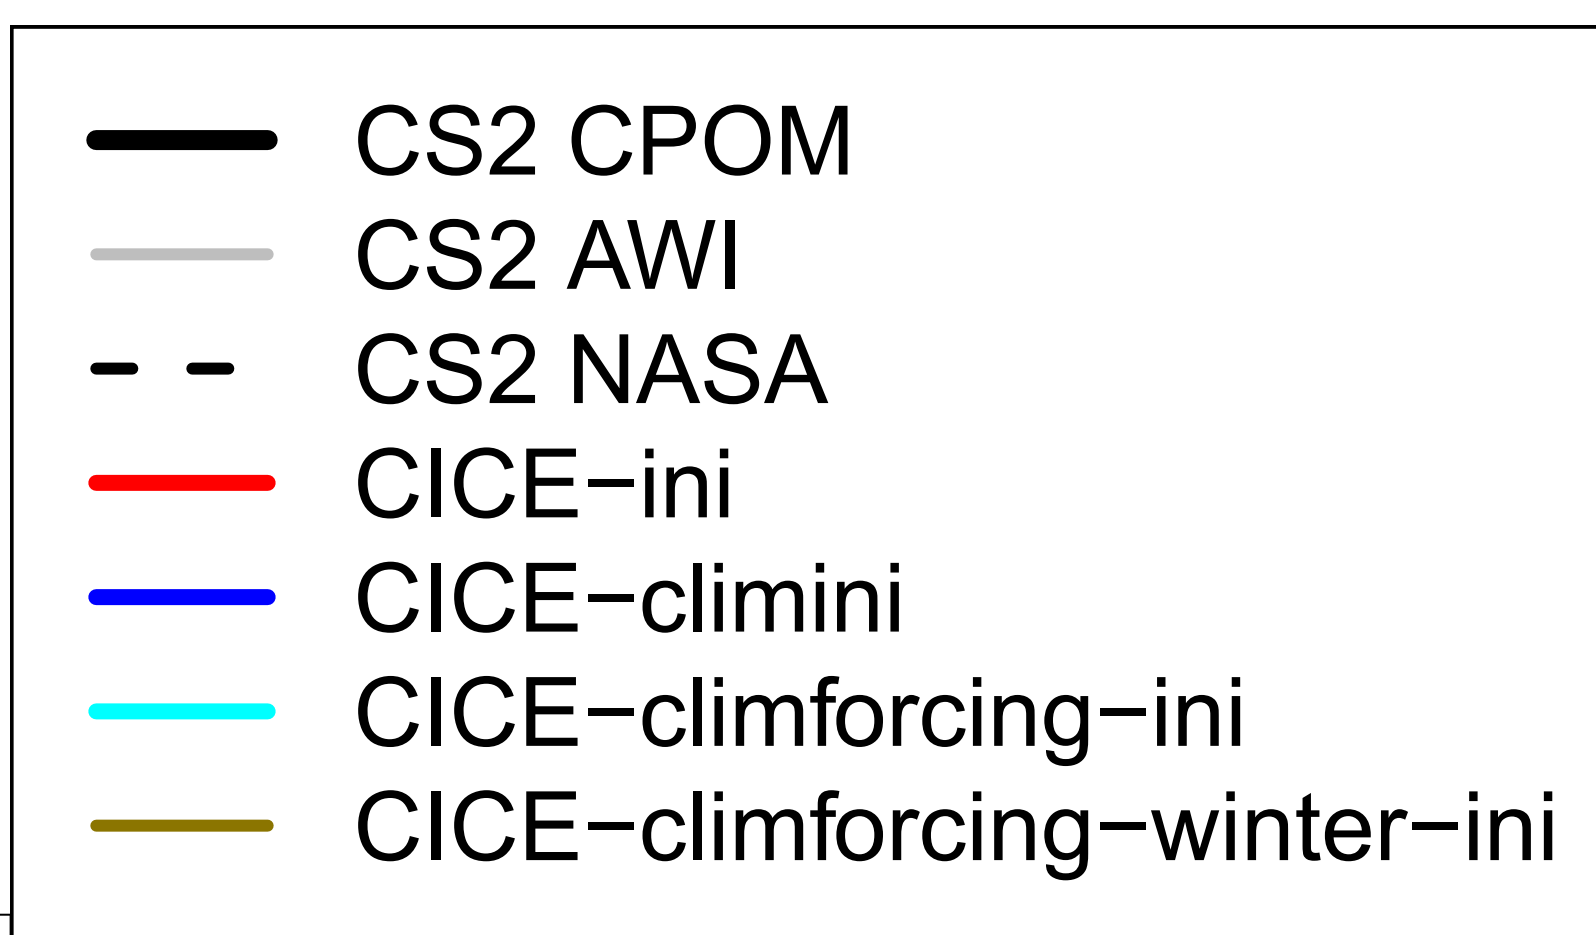 CS2 CPOM
CS2 AWI
CS2 NASA
CICE−ini
CICE−climini
CICE−climforcing−ini
CICE−climforcing−winter−ini